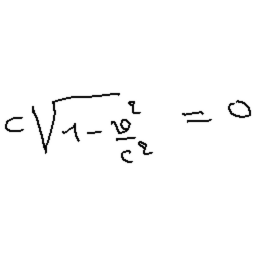 c√(1 - v²/c²) = 0